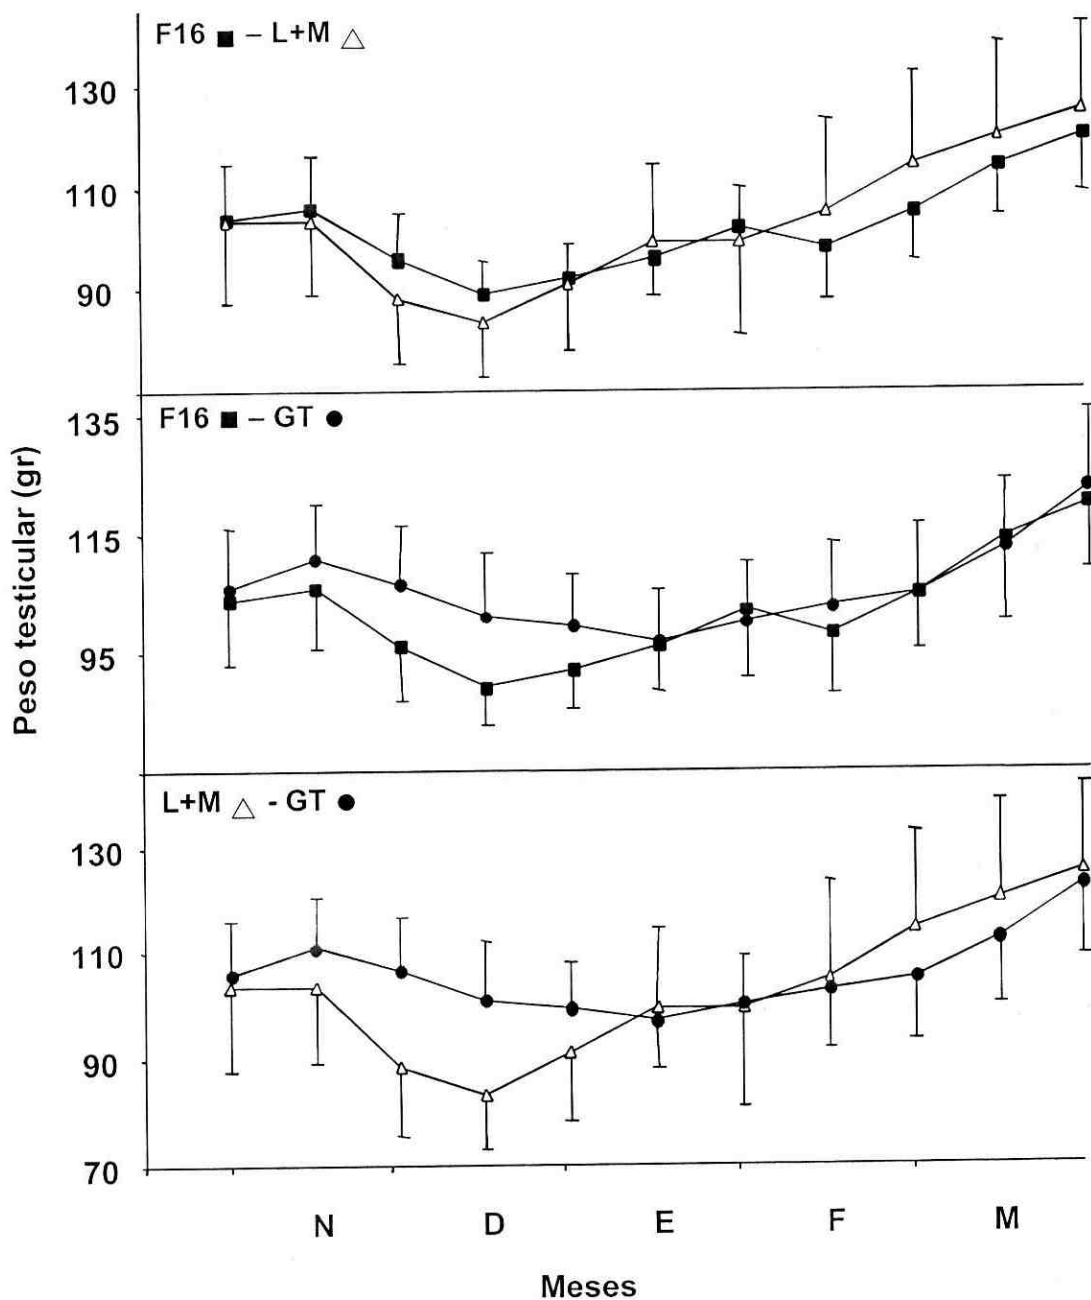 F16 ■ – L+M △
130
110
90
F16 ■ – GT ●
135
115
95
L+M △ - GT ●
130
110
90
70
Peso testicular (gr)
N D E F M
Meses